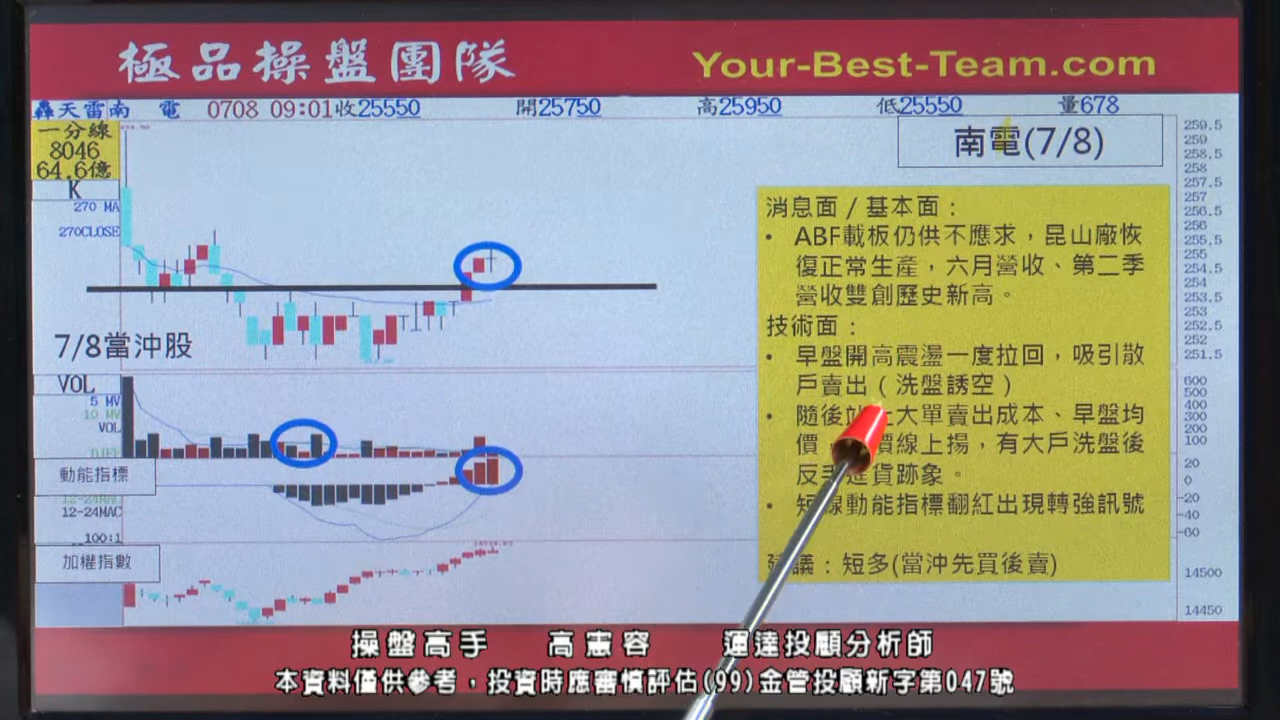 極品操盤團隊 Your-Best-Team.com
轟天雷南 電 0708 09:01收25550 開25750 高25950 低25550 量678
一分線
8046
64.6億
K
270 MA
270CLOSE
南電(7/8)
259.5
259
258.5
258
257.5
257
256.5
256
255.5
255
254.5
254
253.5
253
252.5
252
251.5
消息面 / 基本面：
• ABF載板仍供不應求，昆山廠恢
復正常生產，六月營收、第二季
營收雙創歷史新高。
技術面：
• 早盤開高震盪一度拉回，吸引散
戶賣出（洗盤誘空）
• 隨後站上大單賣出成本、早盤均
價，價線上揚，有大戶洗盤後
反手進貨跡象。
• 短線動能指標翻紅出現轉強訊號
建議：短多(當沖先買後賣)
7/8當沖股
VOL
5 MV
10 MV
VOL
600
500
400
300
200
100
動能指標
12-24MAC
20
0
-20
-40
-60
100:1
加權指數
14500
14450
操盤高手 高憲容 運達投顧分析師
本資料僅供參考，投資時應審慎評估(99)金管投顧新字第047號